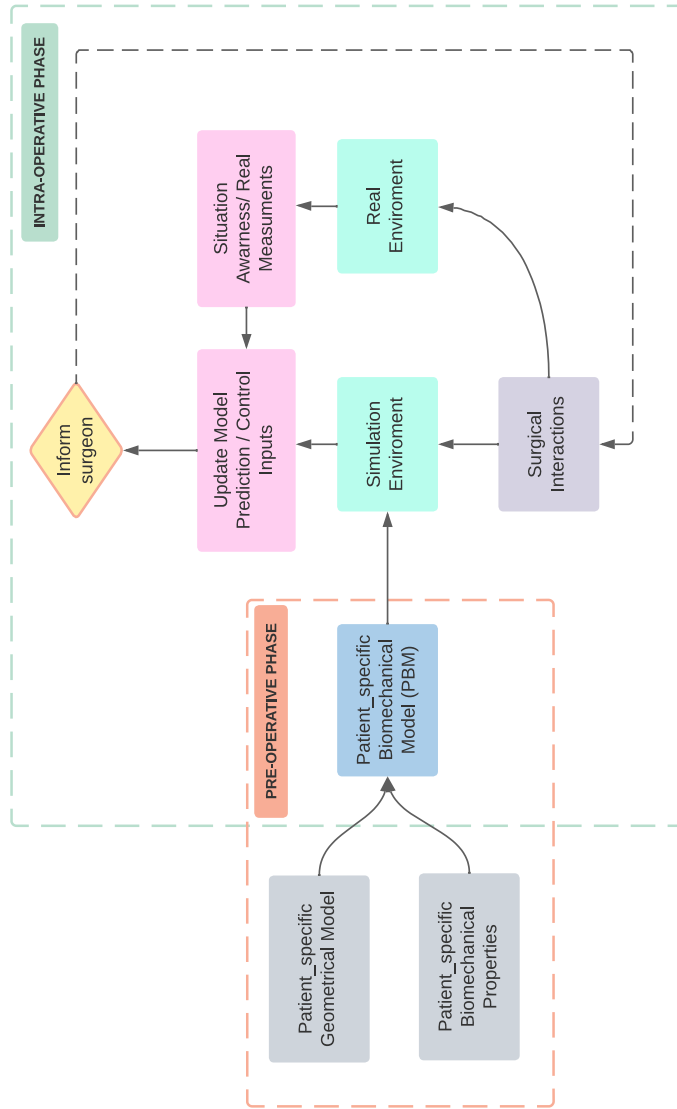 INTRA-OPERATIVE PHASE
Inform
surgeon
Update Model
Prediction / Control
Inputs
Situation
Awarness/ Real
Measuments
Simulation
Enviroment
Real
Enviroment
Surgical
Interactions
PRE-OPERATIVE PHASE
Patient_specific
Geometrical Model
Patient_specific
Biomechanical
Properties
Patient_specific
Biomechanical
Model (PBM)